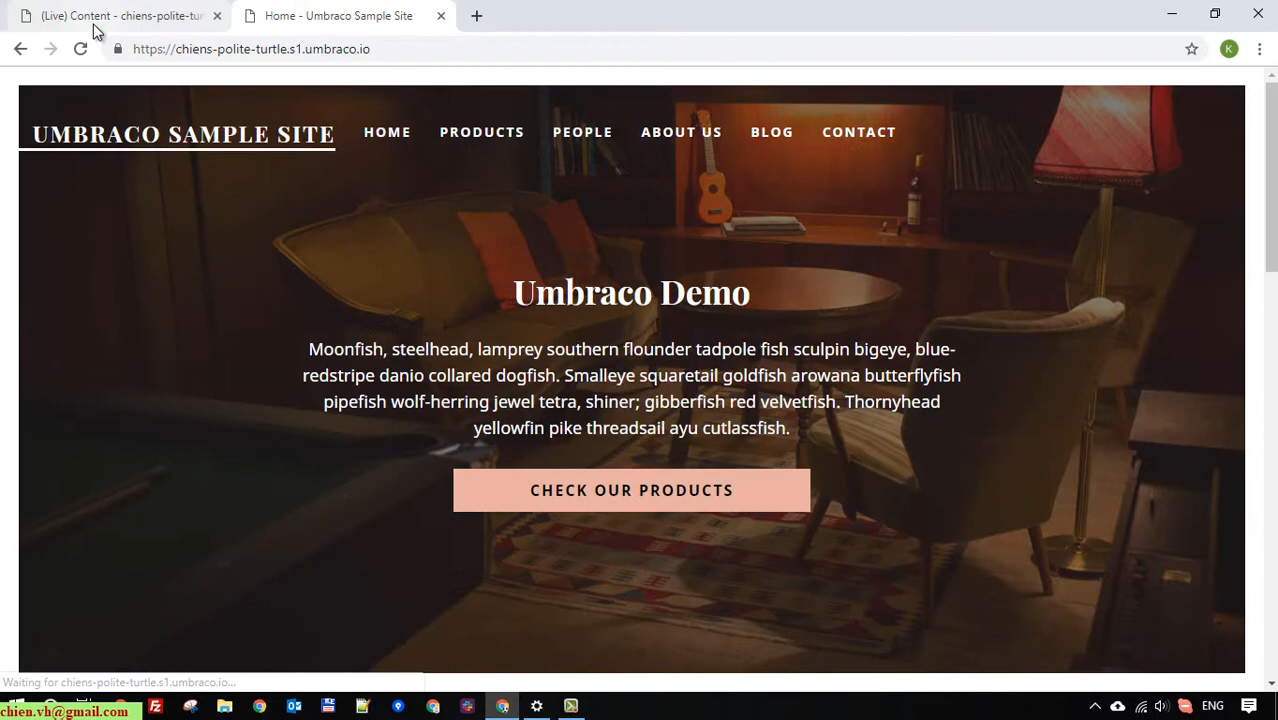 (Live) Content - chiens-polite-tur
Home - Umbraco Sample Site
https://chiens-polite-turtle.s1.umbraco.io
K
UMBRACO SAMPLE SITE
HOME
PRODUCTS
PEOPLE
ABOUT US
BLOG
CONTACT
Umbraco Demo
Moonfish, steelhead, lamprey southern flounder tadpole fish sculpin bigeye, blue-
redstripe danio collared dogfish. Smalleye squaretail goldfish arowana butterflyfish
pipefish wolf-herring jewel tetra, shiner; gibberfish red velvetfish. Thornyhead
yellowfin pike threadsail ayu cutlassfish.
CHECK OUR PRODUCTS
Waiting for chiens-polite-turtle.s1.umbraco.io...
chien.vh@gmail.com
ENG